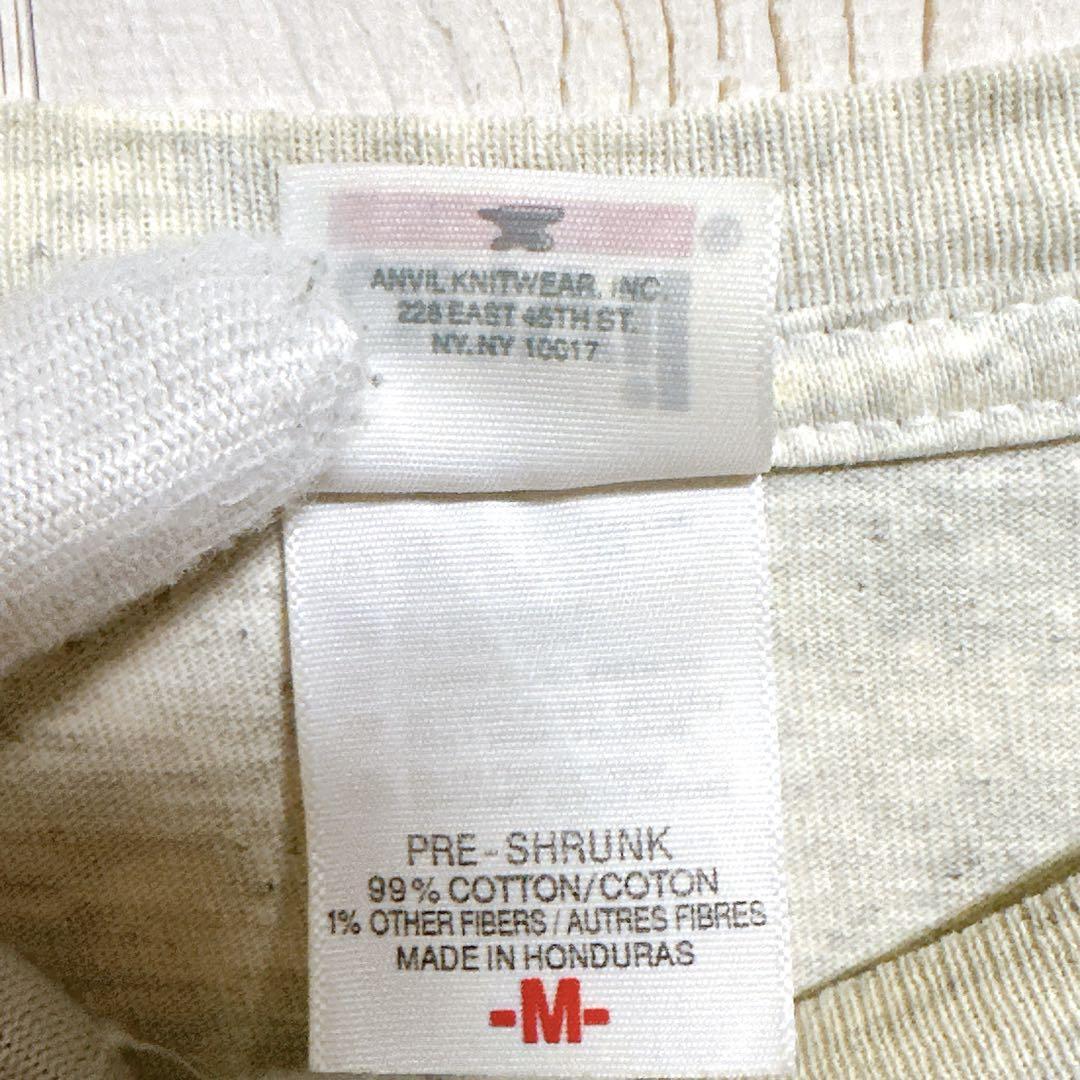 ANVIL KNITWEAR, INC.
228 EAST 45TH ST.
NY. NY 10017
PRE-SHRUNK
99% COTTON/COTON
1% OTHER FIBERS / AUTRES FIBRES
MADE IN HONDURAS
-M-